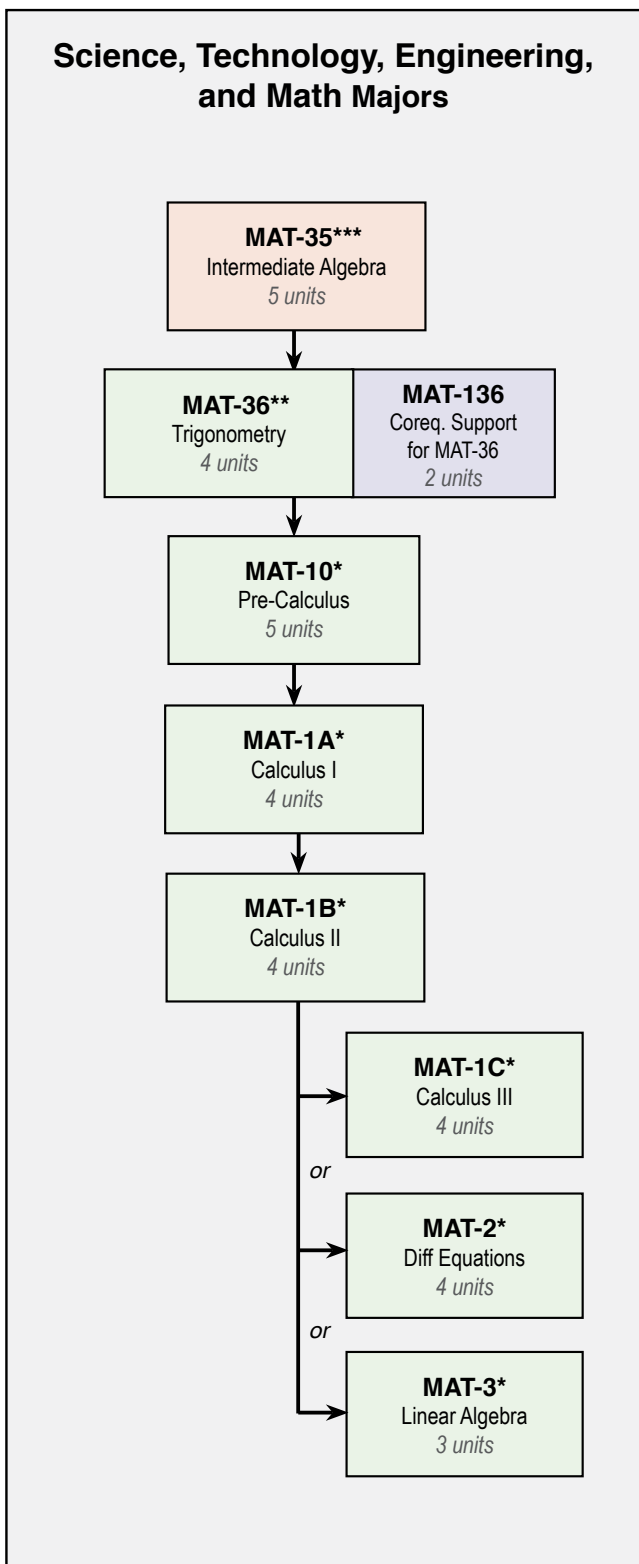 Science, Technology, Engineering,
and Math Majors
MAT-35***
Intermediate Algebra
5 units
MAT-36**
Trigonometry
4 units
MAT-136
Coreq. Support
for MAT-36
2 units
MAT-10*
Pre-Calculus
5 units
MAT-1A*
Calculus I
4 units
MAT-1B*
Calculus II
4 units
MAT-1C*
Calculus III
4 units
or
MAT-2*
Diff Equations
4 units
or
MAT-3*
Linear Algebra
3 units